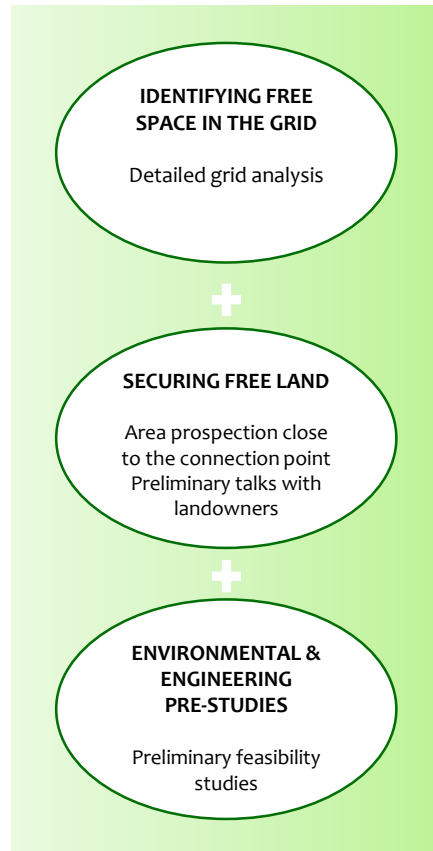 IDENTIFYING FREE
SPACE IN THE GRID
Detailed grid analysis
+
SECURING FREE LAND
Area prospection close
to the connection point
Preliminary talks with
landowners
+
ENVIRONMENTAL &
ENGINEERING
PRE-STUDIES
Preliminary feasibility
studies